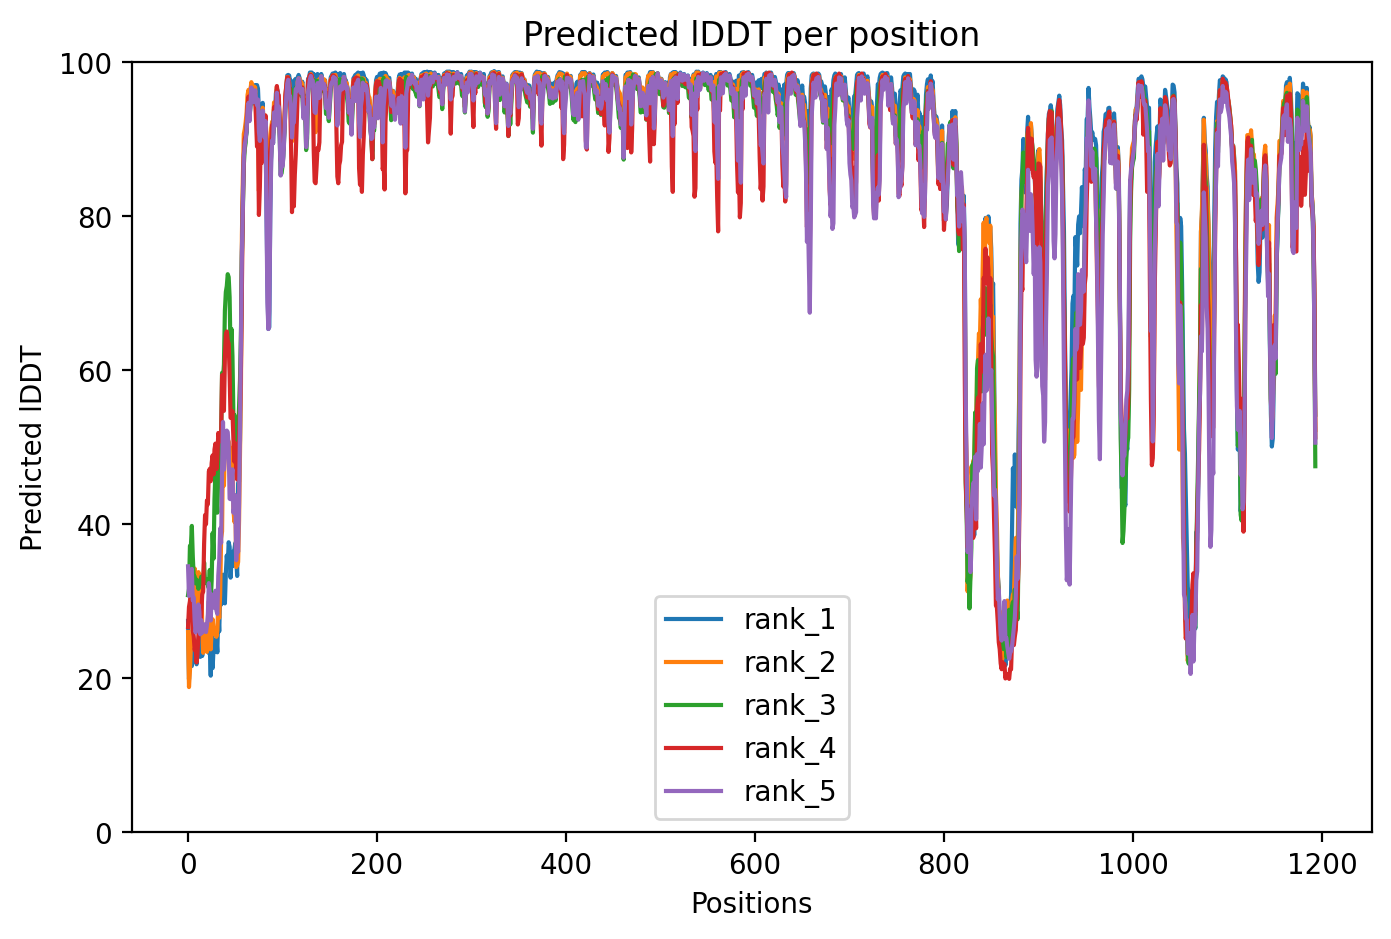 Predicted lDDT per position
100
80
60
40
20
0
Predicted lDDT
rank_1
rank_2
rank_3
rank_4
rank_5
0 200 400 600 800 1000 1200
Positions